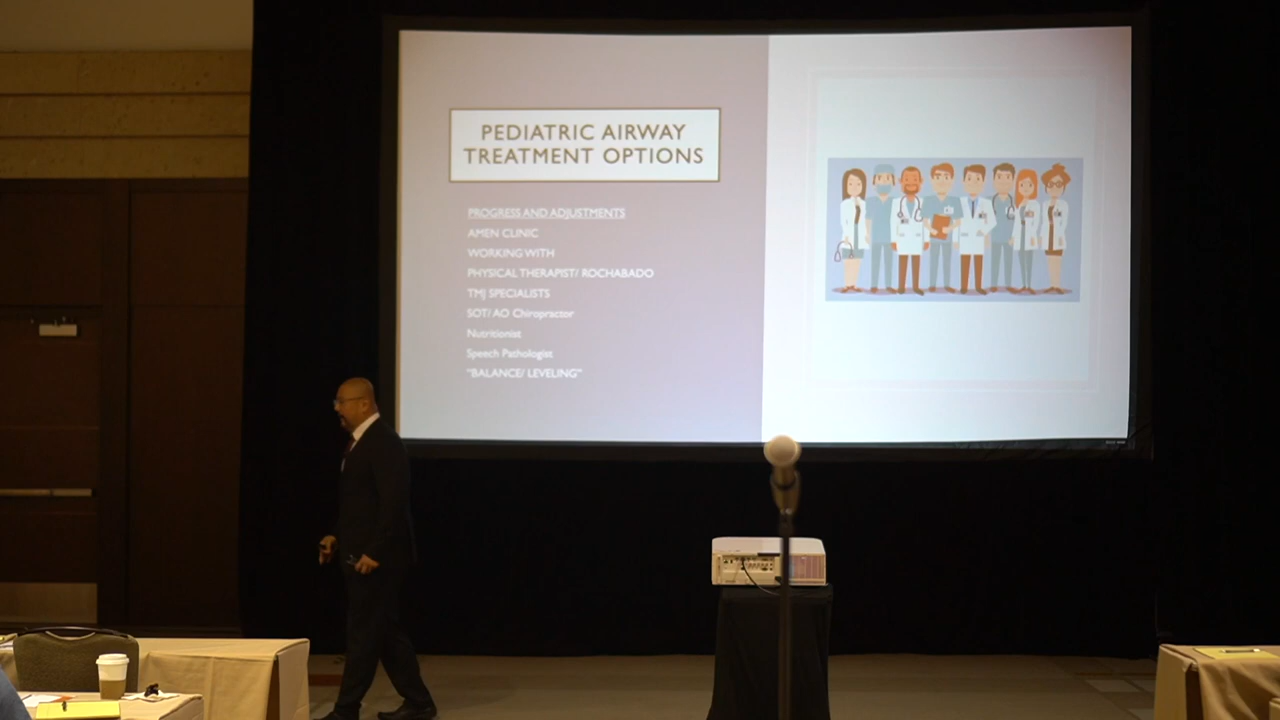 PEDIATRIC AIRWAY
TREATMENT OPTIONS
PROGRESS AND ADJUSTMENTS
AMEN CLINIC
WORKING WITH
PHYSICAL THERAPIST/ ROCHABADO
TMJ SPECIALISTS
SOT/ AO Chiropractor
Nutritionist
Speech Pathologist
"BALANCE/ LEVELING"